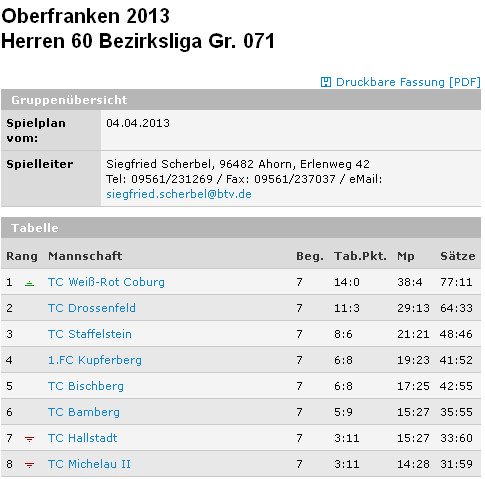 Oberfranken 2013
Herren 60 Bezirksliga Gr. 071
Druckbare Fassung [PDF]
Gruppenübersicht
Spielplan vom: 04.04.2013
Spielleiter Siegfried Scherbel, 96482 Ahorn, Erlenweg 42
Tel: 09561/231269 / Fax: 09561/237037 / eMail:
siegfried.scherbel@btv.de
Tabelle
Rang Mannschaft Beg. Tab.Pkt. Mp Sätze
1 TC Weiß-Rot Coburg 7 14:0 38:4 77:11
2 TC Drossenfeld 7 11:3 29:13 64:33
3 TC Staffelstein 7 8:6 21:21 48:46
4 1.FC Kupferberg 7 6:8 19:23 41:52
5 TC Bischberg 7 6:8 17:25 42:55
6 TC Bamberg 7 5:9 15:27 35:55
7 TC Hallstadt 7 3:11 15:27 33:60
8 TC Michelau II 7 3:11 14:28 31:59